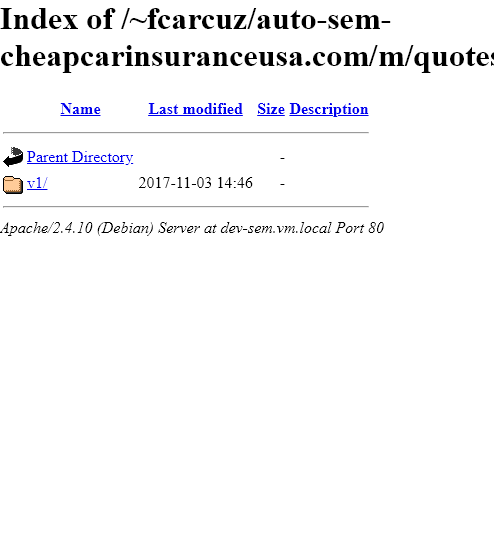 Index of /~fcarcuz/auto-sem-
cheapcarinsuranceusa.com/m/quotes
Name Last modified Size Description
Parent Directory -
v1/ 2017-11-03 14:46 -
Apache/2.4.10 (Debian) Server at dev-sem.vm.local Port 80